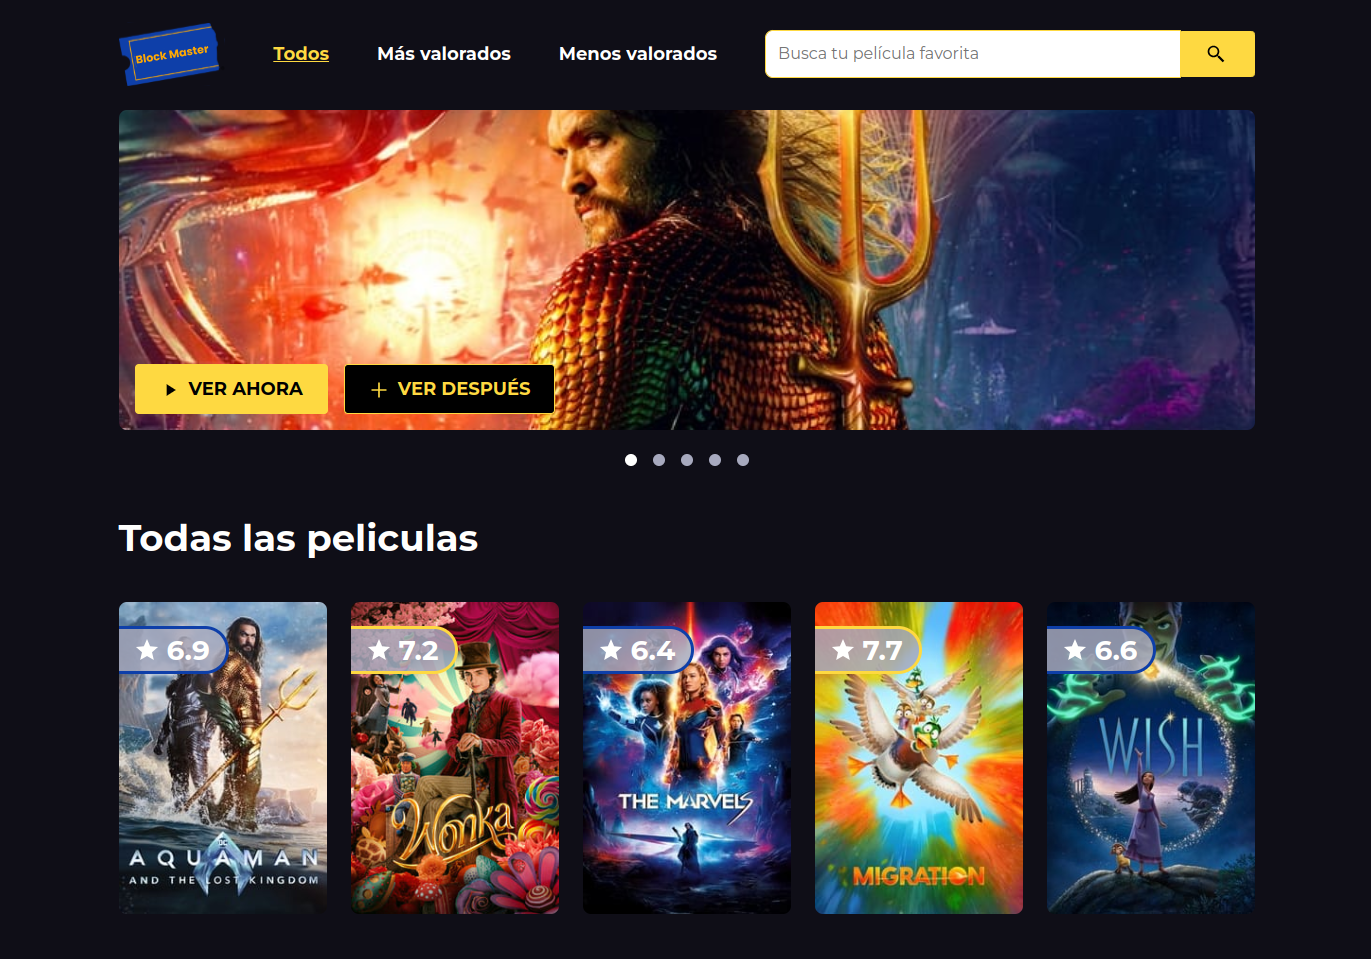 Block Master
Todos
Más valorados
Menos valorados
Busca tu película favorita
VER AHORA
VER DESPUÉS
Todas las peliculas
6.9
7.2
6.4
7.7
6.6
DC
AQUAMAN
AND THE LOST KINGDOM
Wonka
THE MARVELS
MIGRATION
WISH